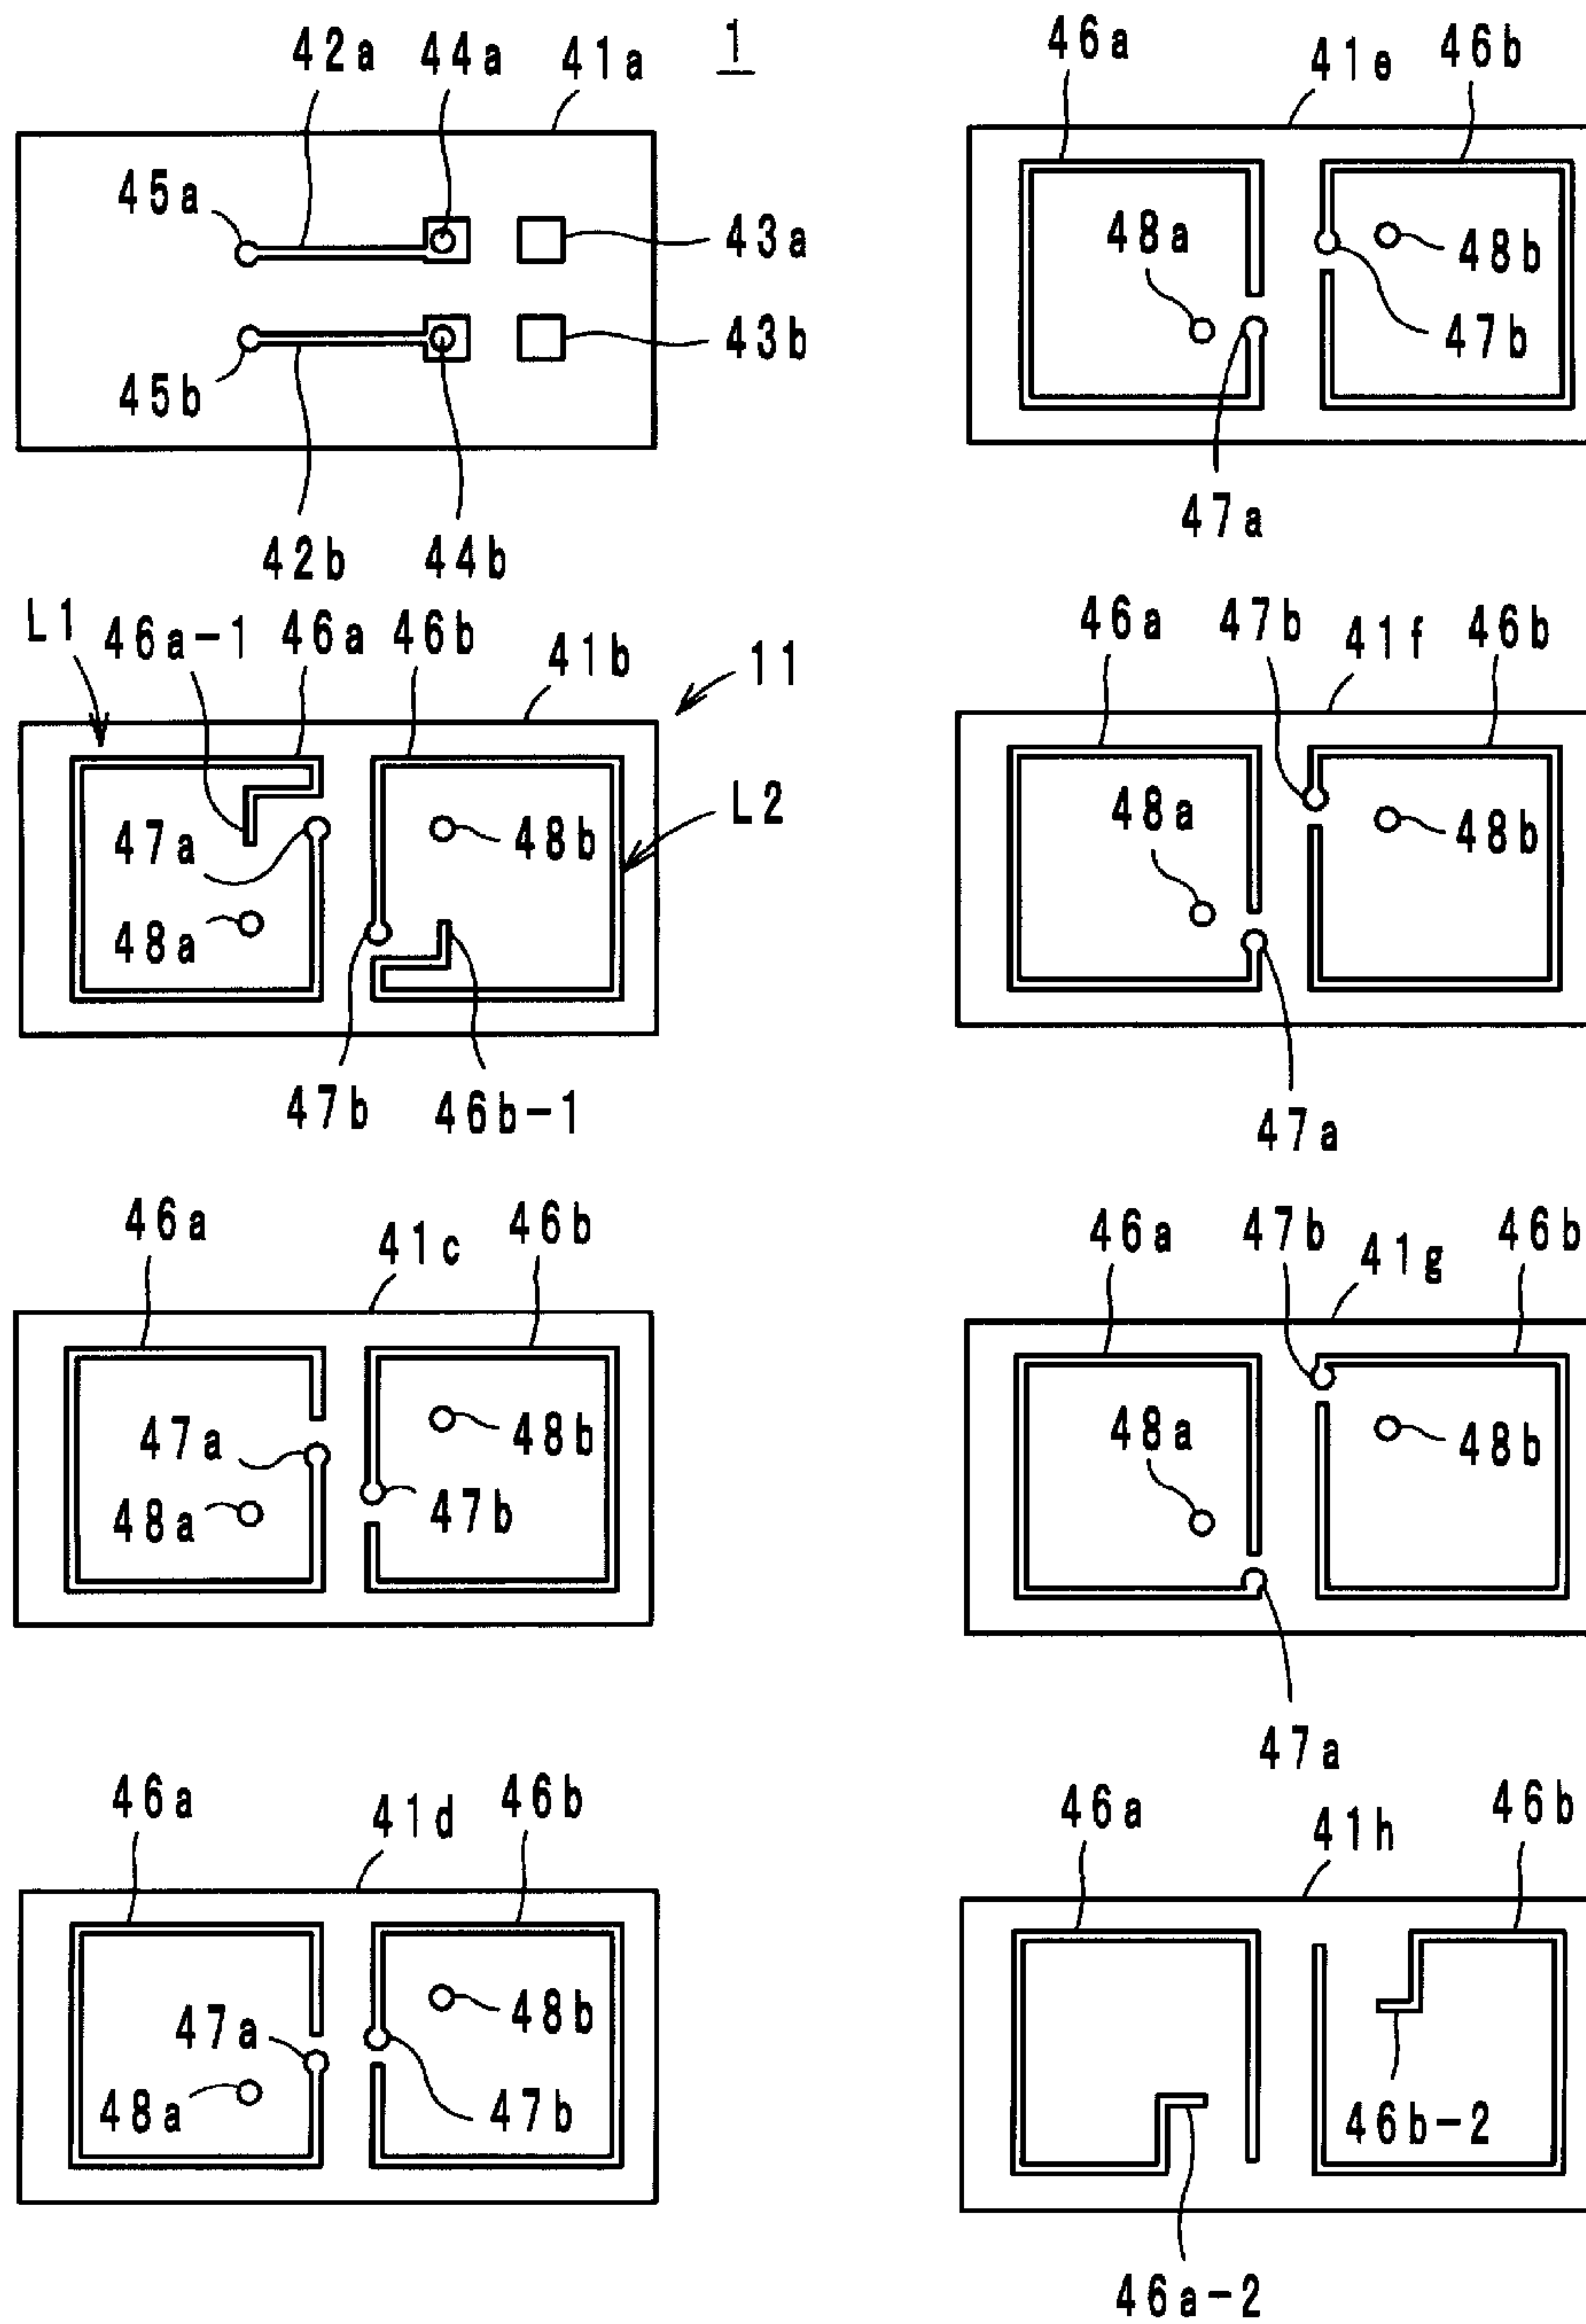 1
42a 44a 41a
45a
43a
43b
45b
42b 44b
46a 41e 46b
48a 48b
47b
47a
L1 46a-1 46a 46b 41b 11
L2
47a 48b
48a
47b 46b-1
46a 47b 41f 46b
48a 48b
47a
46a 41c 46b
47a 48b
48a 47b
46a 47b 41g 46b
48a 48b
47a
46a 41d 46b
47a 48b
48a 47b
46a 41h 46b
46b-2
46a-2